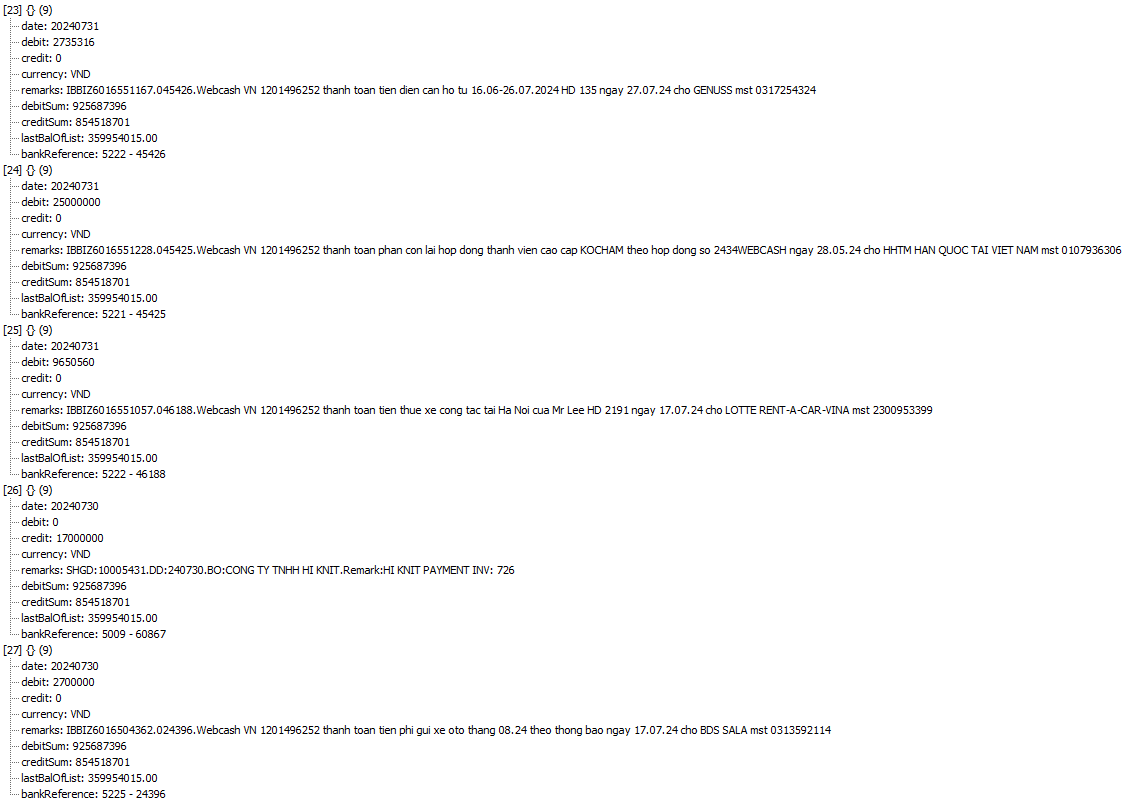 [23] {} (9)
date: 20240731
debit: 2735316
credit: 0
currency: VND
remarks: IBBIZ6016551167.045426.Webcash VN 1201496252 thanh toan tien dien can ho tu 16.06-26.07.2024 HD 135 ngay 27.07.24 cho GENUSS mst 0317254324
debitSum: 925687396
creditSum: 854518701
lastBalOfList: 359954015.00
bankReference: 5222 - 45426
[24] {} (9)
date: 20240731
debit: 25000000
credit: 0
currency: VND
remarks: IBBIZ6016551228.045425.Webcash VN 1201496252 thanh toan phan con lai hop dong thanh vien cao cap KOCHAM theo hop dong so 2434WEBCASH ngay 28.05.24 cho HHTM HAN QUOC TAI VIET NAM mst 0107936306
debitSum: 925687396
creditSum: 854518701
lastBalOfList: 359954015.00
bankReference: 5221 - 45425
[25] {} (9)
date: 20240731
debit: 9650560
credit: 0
currency: VND
remarks: IBBIZ6016551057.046188.Webcash VN 1201496252 thanh toan tien thue xe cong tac tai Ha Noi cua Mr Lee HD 2191 ngay 17.07.24 cho LOTTE RENT-A-CAR-VINA mst 2300953399
debitSum: 925687396
creditSum: 854518701
lastBalOfList: 359954015.00
bankReference: 5222 - 46188
[26] {} (9)
date: 20240730
debit: 0
credit: 17000000
currency: VND
remarks: SHGD:10005431.DD:240730.BO:CONG TY TNHH HI KNIT.Remark:HI KNIT PAYMENT INV: 726
debitSum: 925687396
creditSum: 854518701
lastBalOfList: 359954015.00
bankReference: 5009 - 60867
[27] {} (9)
date: 20240730
debit: 2700000
credit: 0
currency: VND
remarks: IBBIZ6016504362.024396.Webcash VN 1201496252 thanh toan tien phi gui xe oto thang 08.24 theo thong bao ngay 17.07.24 cho BDS SALA mst 0313592114
debitSum: 925687396
creditSum: 854518701
lastBalOfList: 359954015.00
bankReference: 5225 - 24396